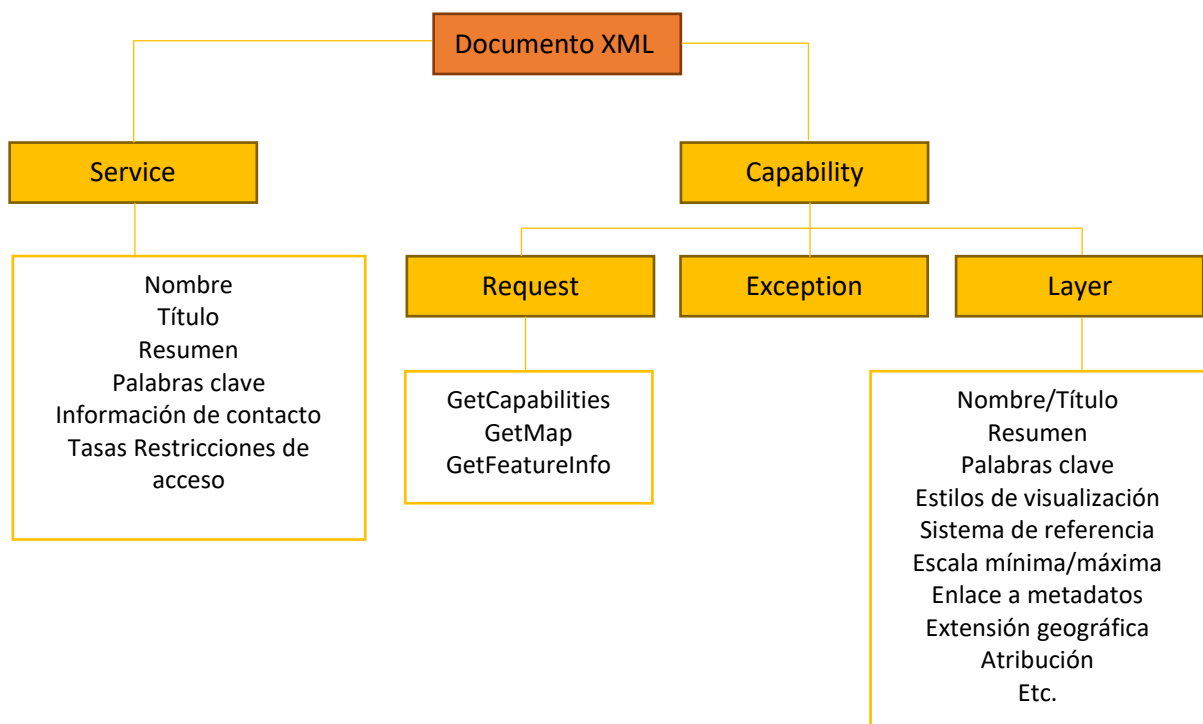 Documento XML
Service
Capability
Nombre
Título
Resumen
Palabras clave
Información de contacto
Tasas Restricciones de
acceso
Request
Exception
Layer
GetCapabilities
GetMap
GetFeatureInfo
Nombre/Título
Resumen
Palabras clave
Estilos de visualización
Sistema de referencia
Escala mínima/máxima
Enlace a metadatos
Extensión geográfica
Atribución
Etc.